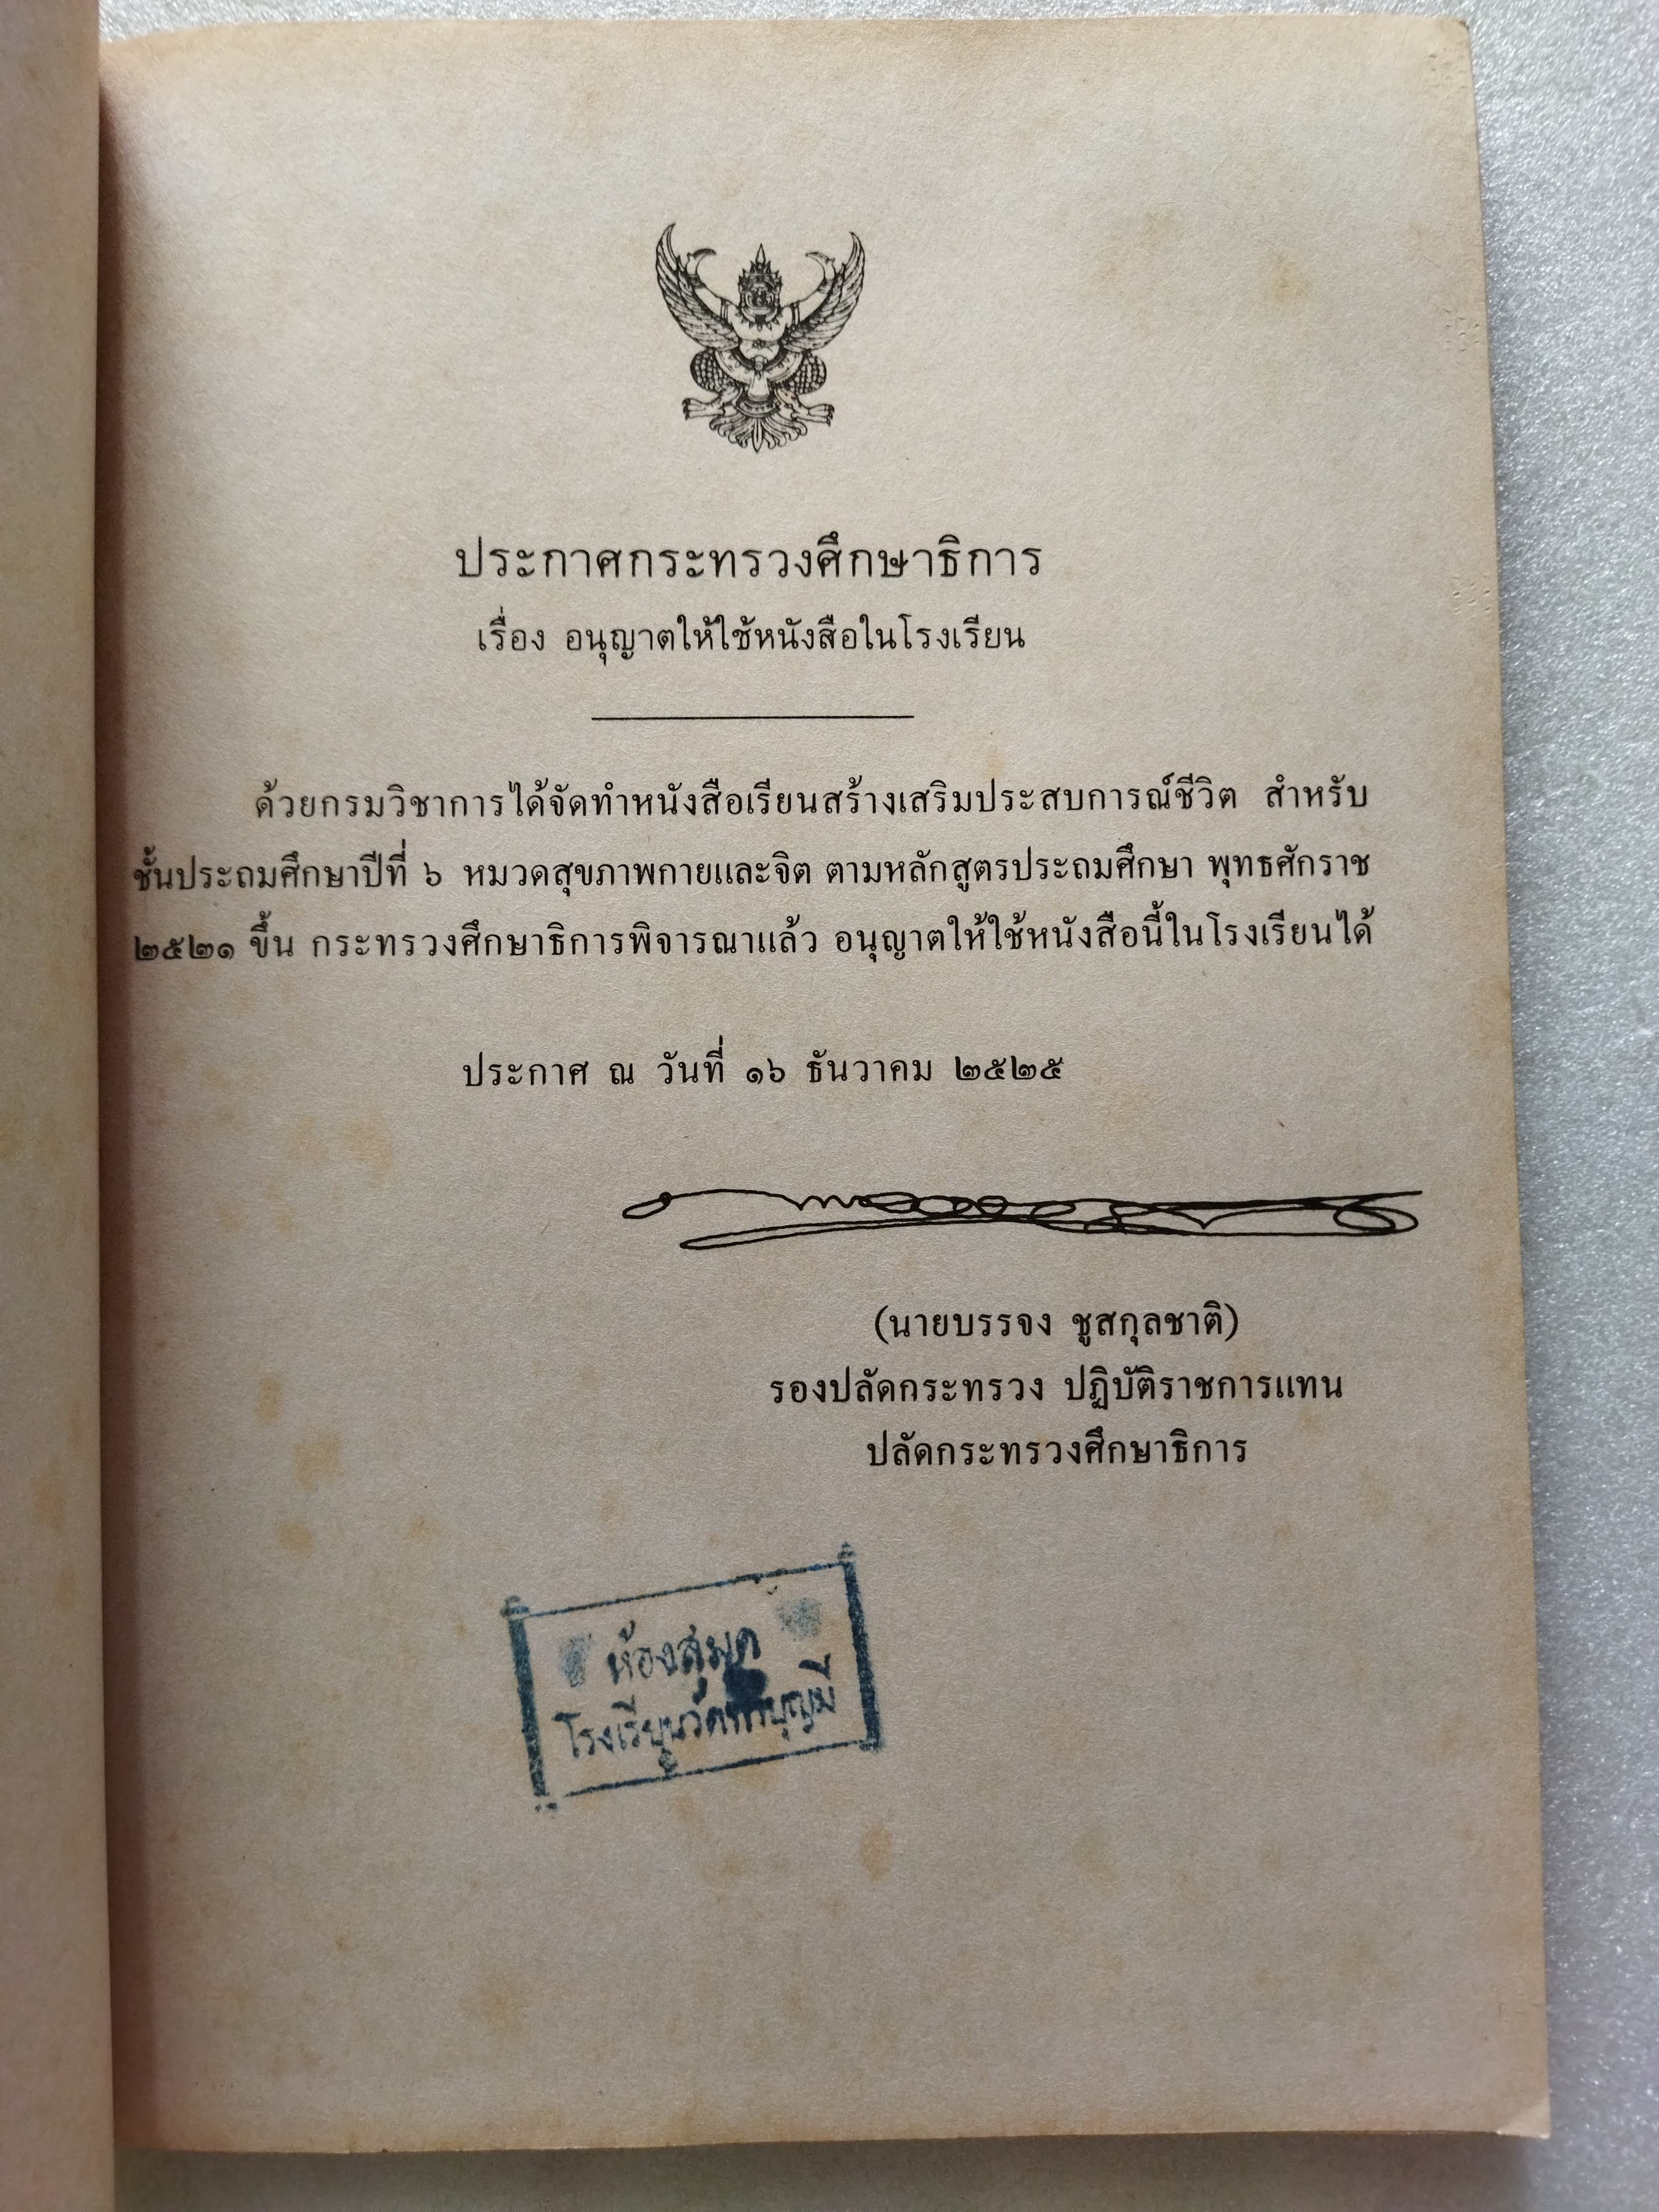 ประกาศกระทรวงศึกษาธิการ
เรื่อง อนุญาตให้ใช้หนังสือในโรงเรียน
ด้วยกรมวิชาการได้จัดทำหนังสือเรียนสร้างเสริมประสบการณ์ชีวิต สำหรับ
ชั้นประถมศึกษาปีที่ ๖ หมวดสุขภาพกายและจิต ตามหลักสูตรประถมศึกษา พุทธศักราช
๒๕๒๑ ขึ้น กระทรวงศึกษาธิการพิจารณาแล้ว อนุญาตให้ใช้หนังสือนี้ในโรงเรียนได้
ประกาศ ณ วันที่ ๑๖ ธันวาคม ๒๕๒๕
(นายบรรจง ชูสกุลชาติ)
รองปลัดกระทรวง ปฏิบัติราชการแทน
ปลัดกระทรวงศึกษาธิการ
ห้องสมุด